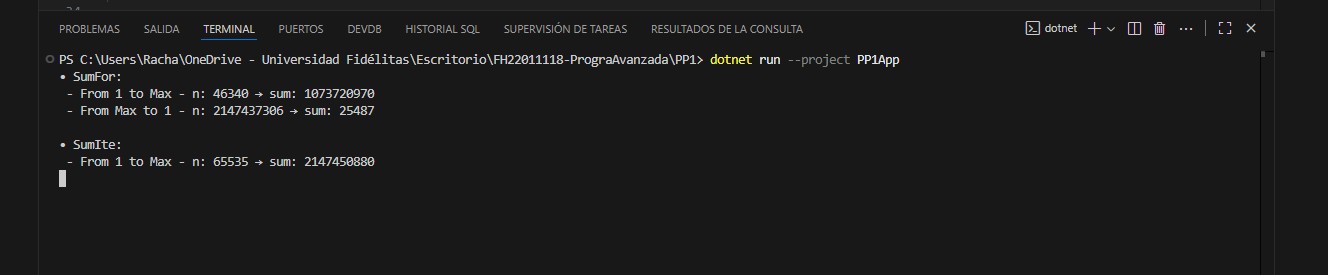 PROBLEMAS SALIDA TERMINAL PUERTOS DEVDB HISTORIAL SQL SUPERVISIÓN DE TAREAS RESULTADOS DE LA CONSULTA dotnet
PS C:\Users\Racha\OneDrive - Universidad Fidélitas\Escritorio\FH22011118-PrograAvanzada\PP1> dotnet run --project PP1App
• SumFor:
- From 1 to Max - n: 46340 → sum: 1073720970
- From Max to 1 - n: 2147437306 → sum: 25487
• SumIte:
- From 1 to Max - n: 65535 → sum: 2147450880